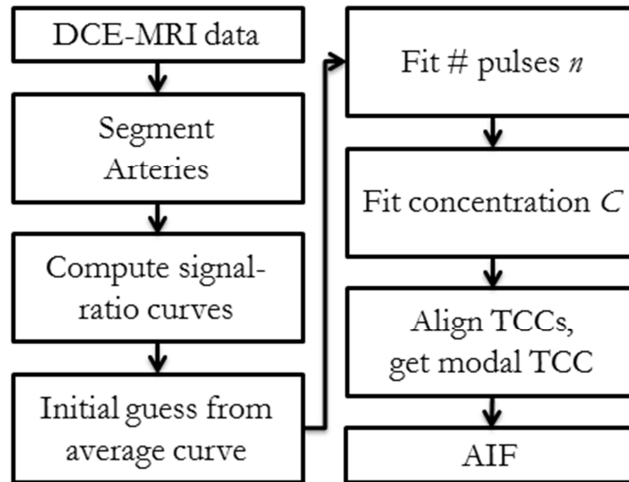 DCE-MRI data
Segment
Arteries
Compute signal-
ratio curves
Initial guess from
average curve
Fit # pulses n
Fit concentration C
Align TCCs,
get modal TCC
AIF